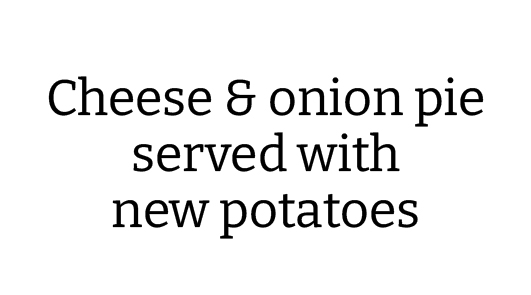 Cheese & onion pie
served with
new potatoes